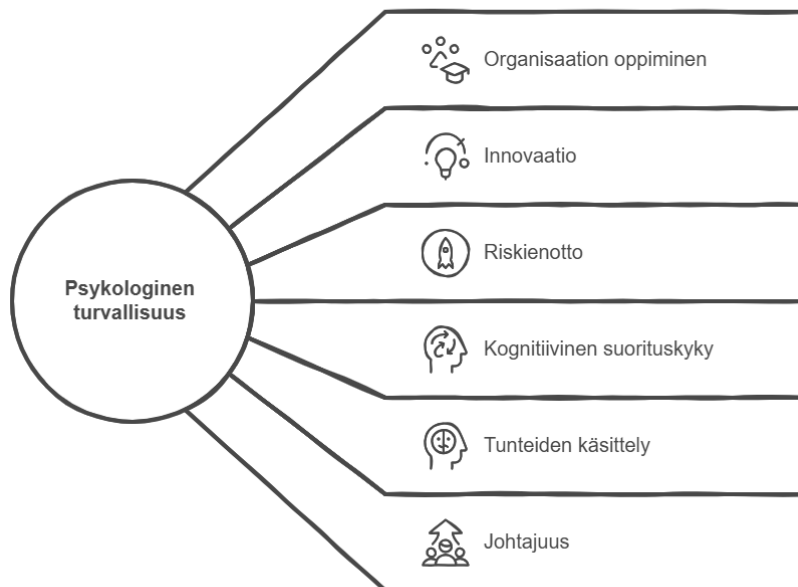 Psykologinen
turvallisuus
Organisaation oppiminen
Innovaatio
Riskienotto
Kognitiivinen suorituskyky
Tunteiden käsittely
Johtajuus